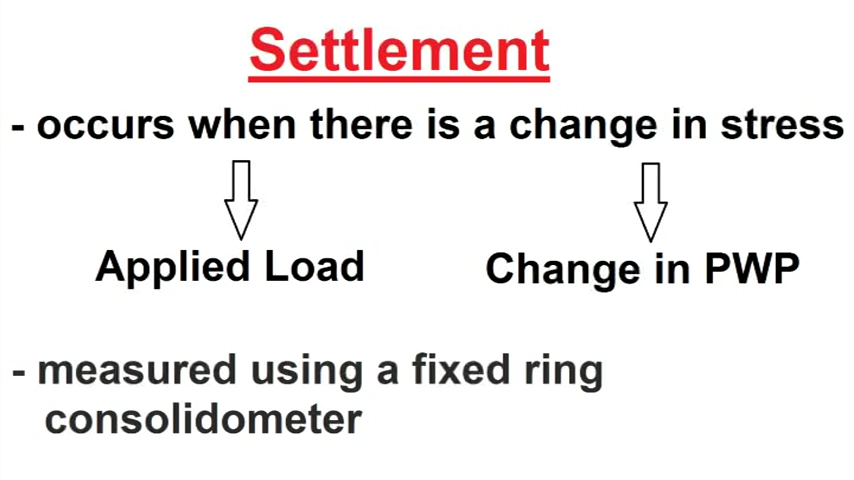 Settlement
- occurs when there is a change in stress
Applied Load
Change in PWP
- measured using a fixed ring
consolidometer